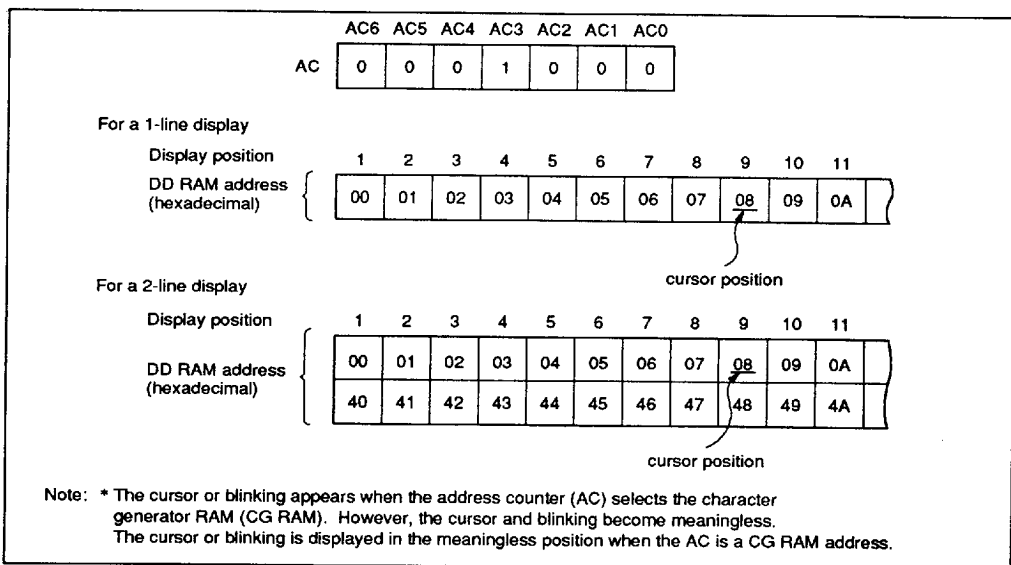 AC6 AC5 AC4 AC3 AC2 AC1 AC0
AC 0 0 0 1 0 0 0
For a 1-line display
Display position 1 2 3 4 5 6 7 8 9 10 11
DD RAM address
(hexadecimal)
00 01 02 03 04 05 06 07 08 09 0A
cursor position
For a 2-line display
Display position 1 2 3 4 5 6 7 8 9 10 11
DD RAM address
(hexadecimal)
00 01 02 03 04 05 06 07 08 09 0A
40 41 42 43 44 45 46 47 48 49 4A
cursor position
Note: * The cursor or blinking appears when the address counter (AC) selects the character
generator RAM (CG RAM). However, the cursor and blinking become meaningless.
The cursor or blinking is displayed in the meaningless position when the AC is a CG RAM address.